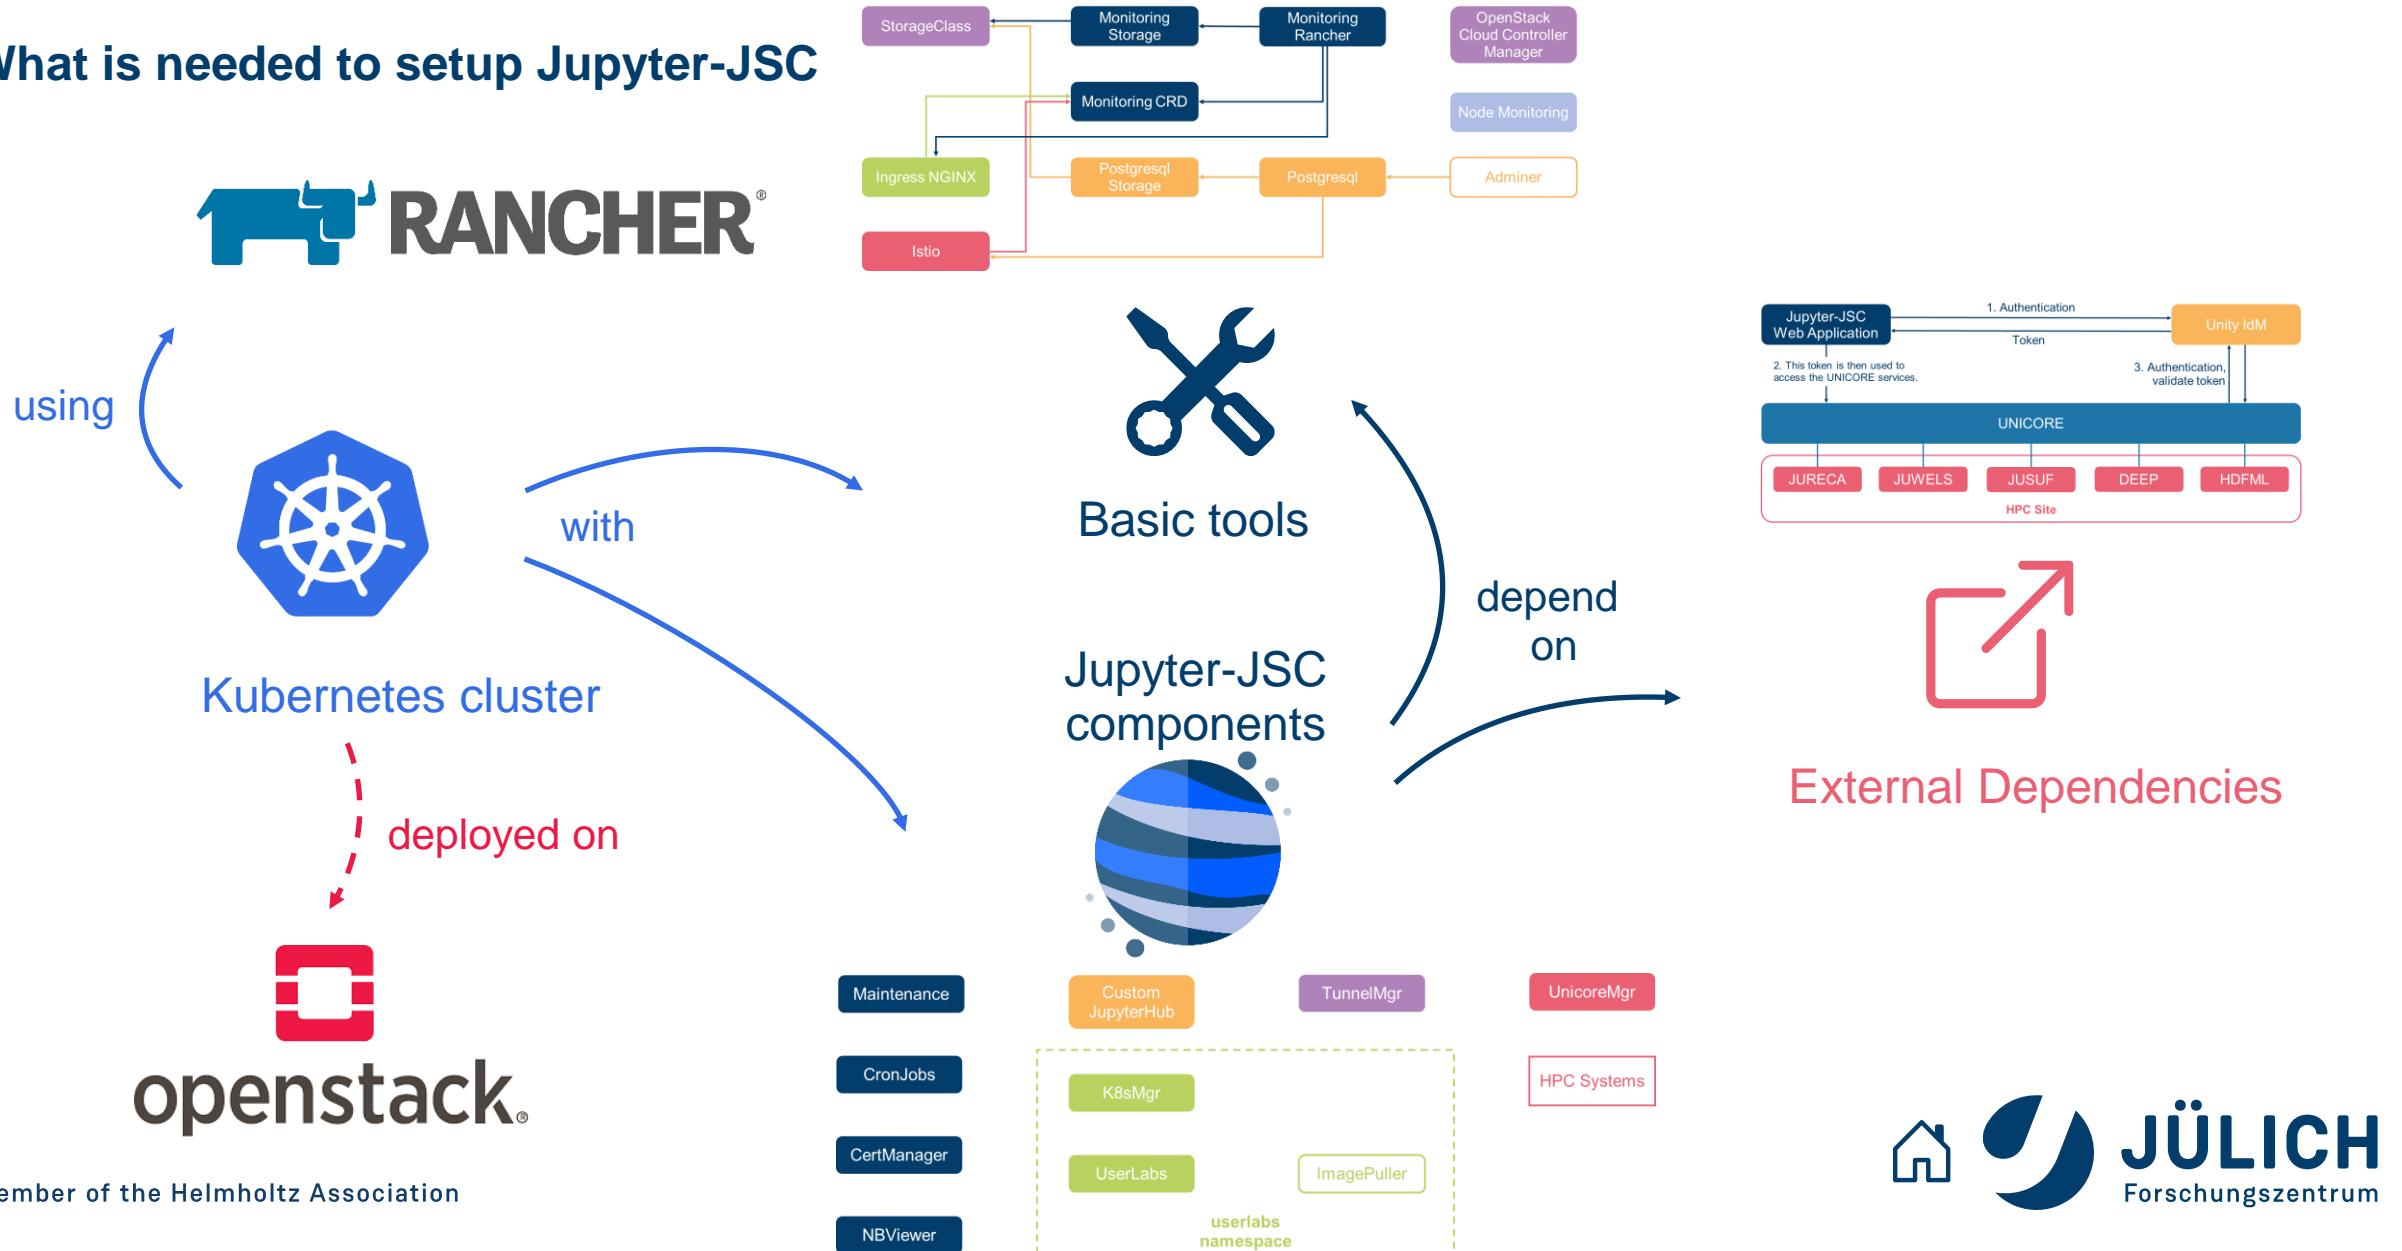 What is needed to setup Jupyter-JSC
StorageClass
Monitoring
Storage
Monitoring
Rancher
OpenStack
Cloud Controller
Manager
Monitoring CRD
Node Monitoring
Ingress NGINX
Postgresql
Storage
Postgresql
Adminer
Istio
RANCHER®
using
Kubernetes cluster
with
deployed on
openstack®
Basic tools
depend
on
Jupyter-JSC
components
Jupyter-JSC
Web Application
1. Authentication
Token
Unity IdM
2. This token is then used to
access the UNICORE services.
3. Authentication,
validate token
UNICORE
JURECA
JUWELS
JUSUF
DEEP
HDFML
HPC Site
External Dependencies
Maintenance
Custom
JupyterHub
TunnelMgr
UnicoreMgr
CronJobs
K8sMgr
HPC Systems
CertManager
UserLabs
ImagePuller
NBViewer
userlabs
namespace
ember of the Helmholtz Association
JÜLICH
Forschungszentrum